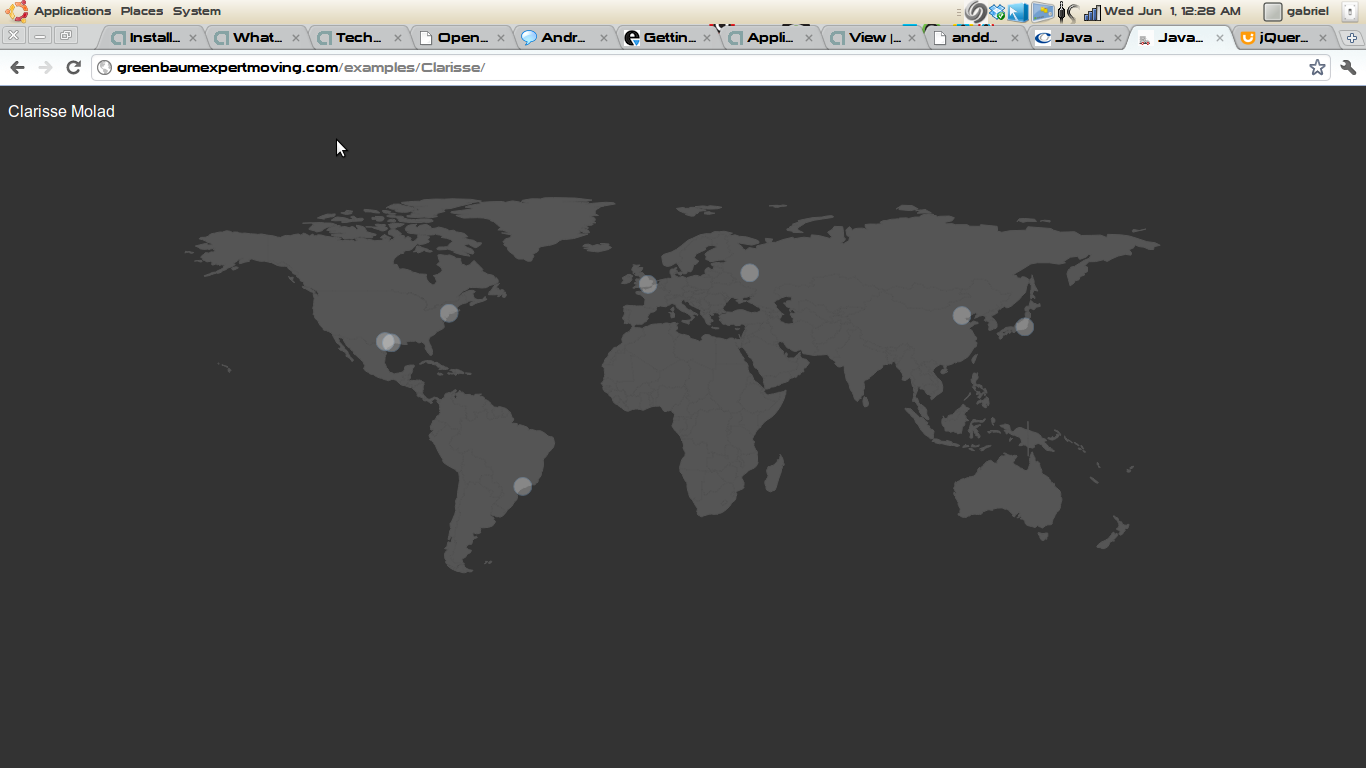 Applications Places System Wed Jun 1, 12:28 AM gabriel
Install... What... Tech... Open... Andr... Gettin... Appli... View |... andd... Java ... Java... jQuer...
greenbaumexpertmoving.com/examples/Clarisse/
Clarisse Molad